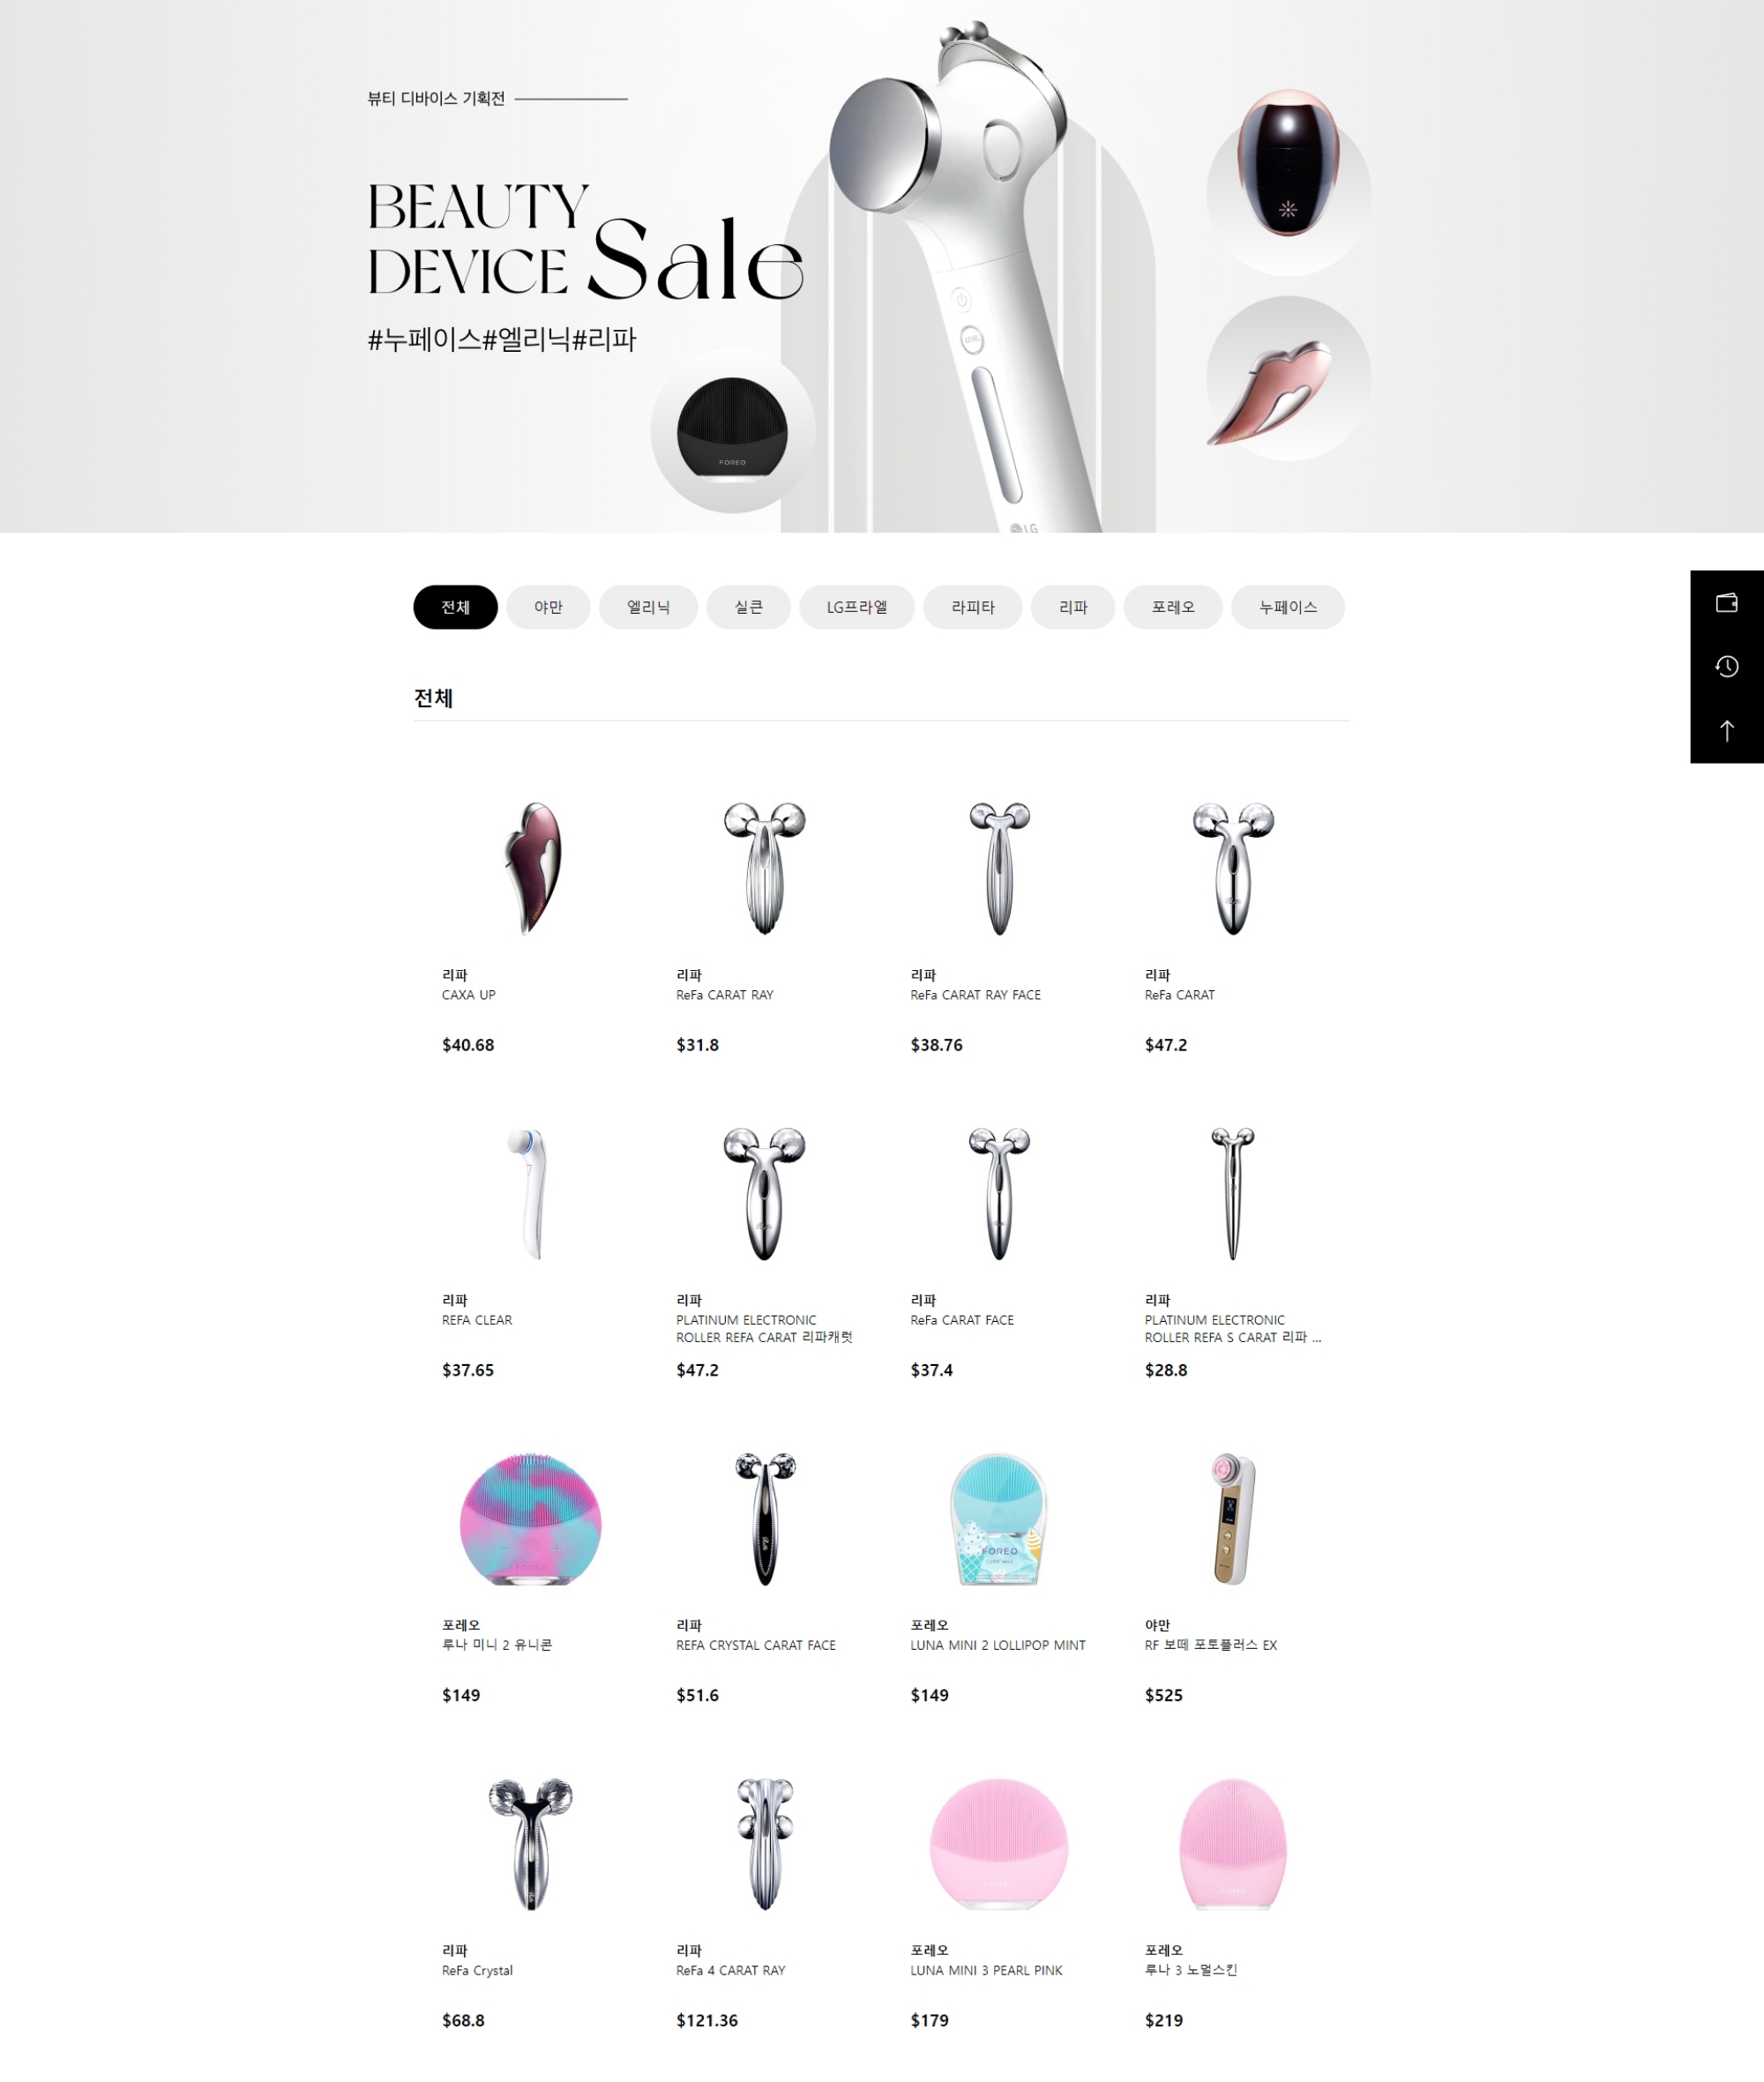 뷰티 디바이스 기획전
BEAUTY
DEVICE Sale
#누페이스#엘리닉#리파
FOREO
LG
전체 야만 엘리닉 실큰 LG프라엘 라피타 리파 포레오 누페이스
전체
리파 리파 리파 리파
CAXA UP ReFa CARAT RAY ReFa CARAT RAY FACE ReFa CARAT
$40.68 $31.8 $38.76 $47.2
리파 리파 리파 리파
REFA CLEAR PLATINUM ELECTRONIC ReFa CARAT FACE PLATINUM ELECTRONIC
ROLLER REFA CARAT 리파캐럿 ROLLER REFA S CARAT 리파 ...
$37.65 $47.2 $37.4 $28.8
FOREO
FOREO
포레오 리파 포레오 야만
루나 미니 2 유니콘 REFA CRYSTAL CARAT FACE LUNA MINI 2 LOLLIPOP MINT RF 보떼 포토플러스 EX
$149 $51.6 $149 $525
FOREO FOREO
리파 리파 포레오 포레오
ReFa Crystal ReFa 4 CARAT RAY LUNA MINI 3 PEARL PINK 루나 3 노멀스킨
$68.8 $121.36 $179 $219